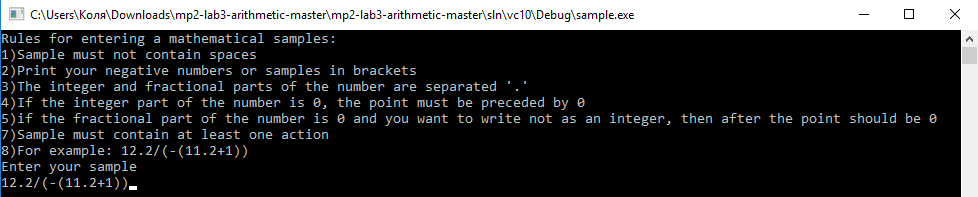 C:\Users\Коля\Downloads\mp2-lab3-arithmetic-master\mp2-lab3-arithmetic-master\sln\vc10\Debug\sample.exe
Rules for entering a mathematical samples:
1)Sample must not contain spaces
2)Print your negative numbers or samples in brackets
3)The integer and fractional parts of the number are separated '.'
4)If the integer part of the number is 0, the point must be preceded by 0
5)if the fractional part of the number is 0 and you want to write not as an integer, then after the point should be 0
7)Sample must contain at least one action
8)For example: 12.2/(-(11.2+1))
Enter your sample
12.2/(-(11.2+1))